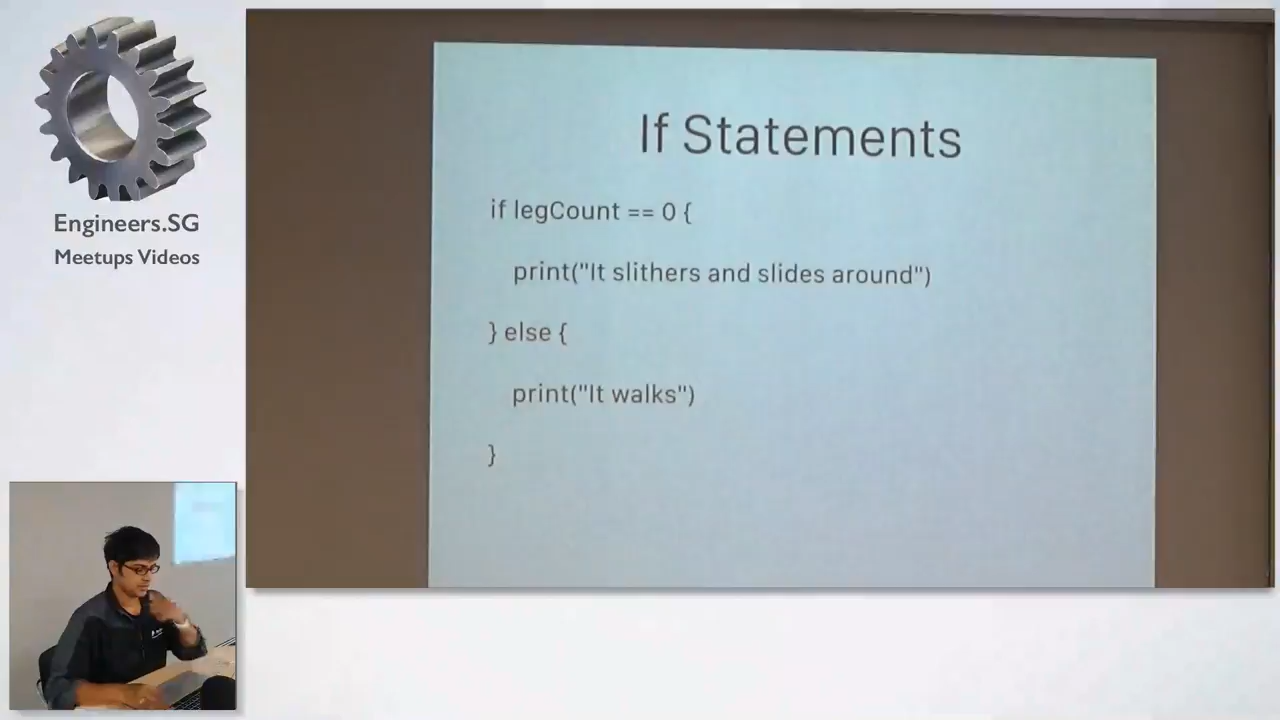 Engineers.SG
Meetups Videos
If Statements
if legCount == 0 {
print("It slithers and slides around")
} else {
print("It walks")
}